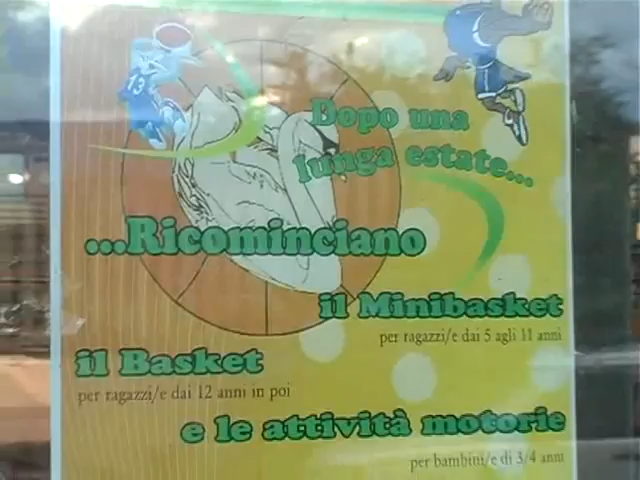 13
Dopo una
lunga estate...
...Ricominciano
il Minibasket
per ragazzi/e dai 5 agli 11 anni
il Basket
per ragazzi/e dai 12 anni in poi
e le attività motorie
per bambini/e di 3/4 anni